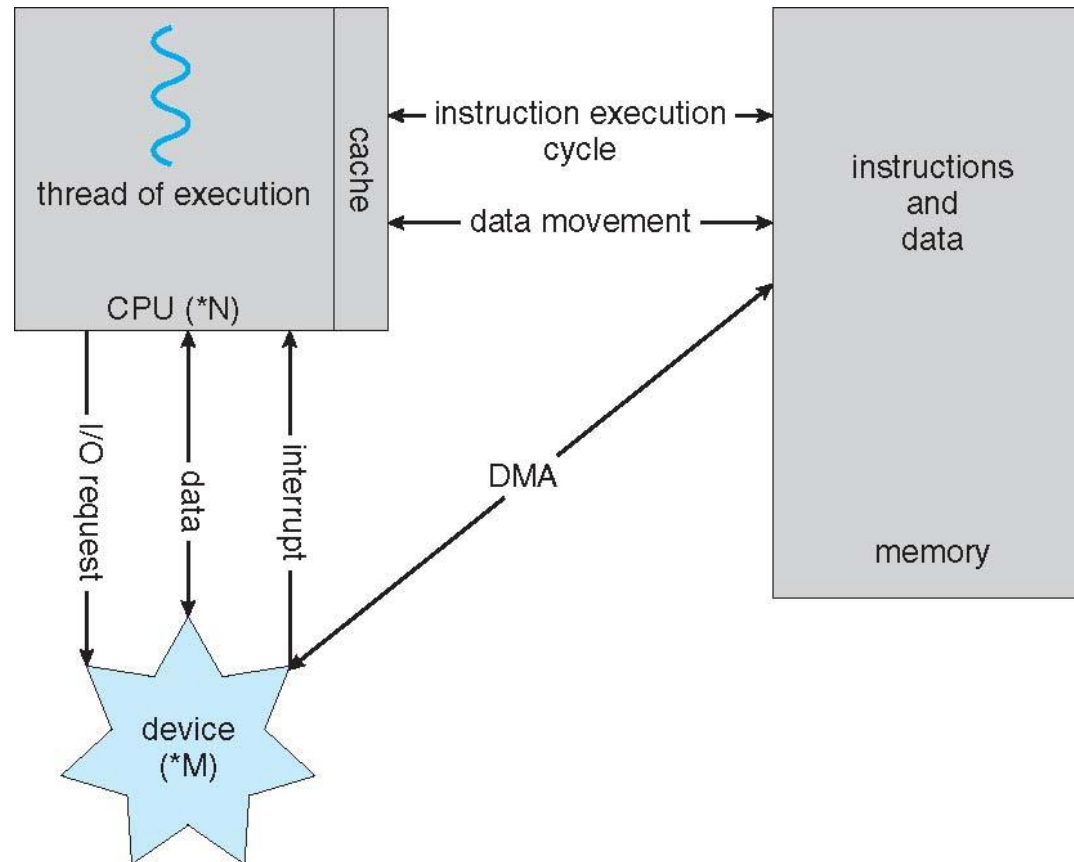 thread of execution
cache
CPU (*N)
instruction execution
cycle
data movement
instructions
and
data
memory
I/O request
data
interrupt
DMA
device
(*M)